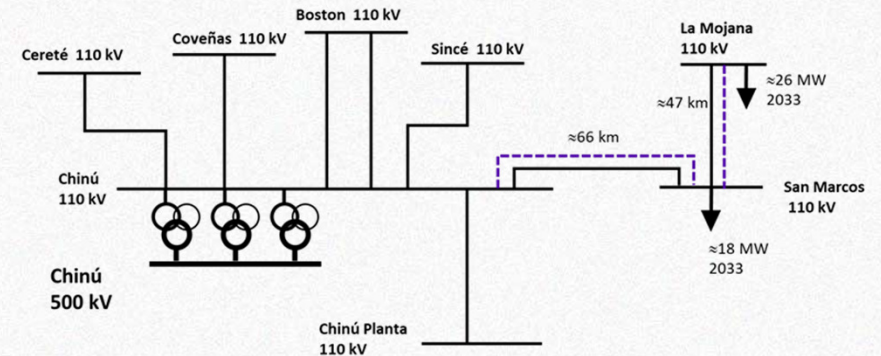 Boston 110 kV
Cereté 110 kV
Coveñas 110 kV
Sincé 110 kV
La Mojana
110 kV
≈26 MW
2033
≈47 km
≈66 km
Chinú
110 kV
San Marcos
110 kV
≈18 MW
2033
Chinú
500 kV
Chinú Planta
110 kV